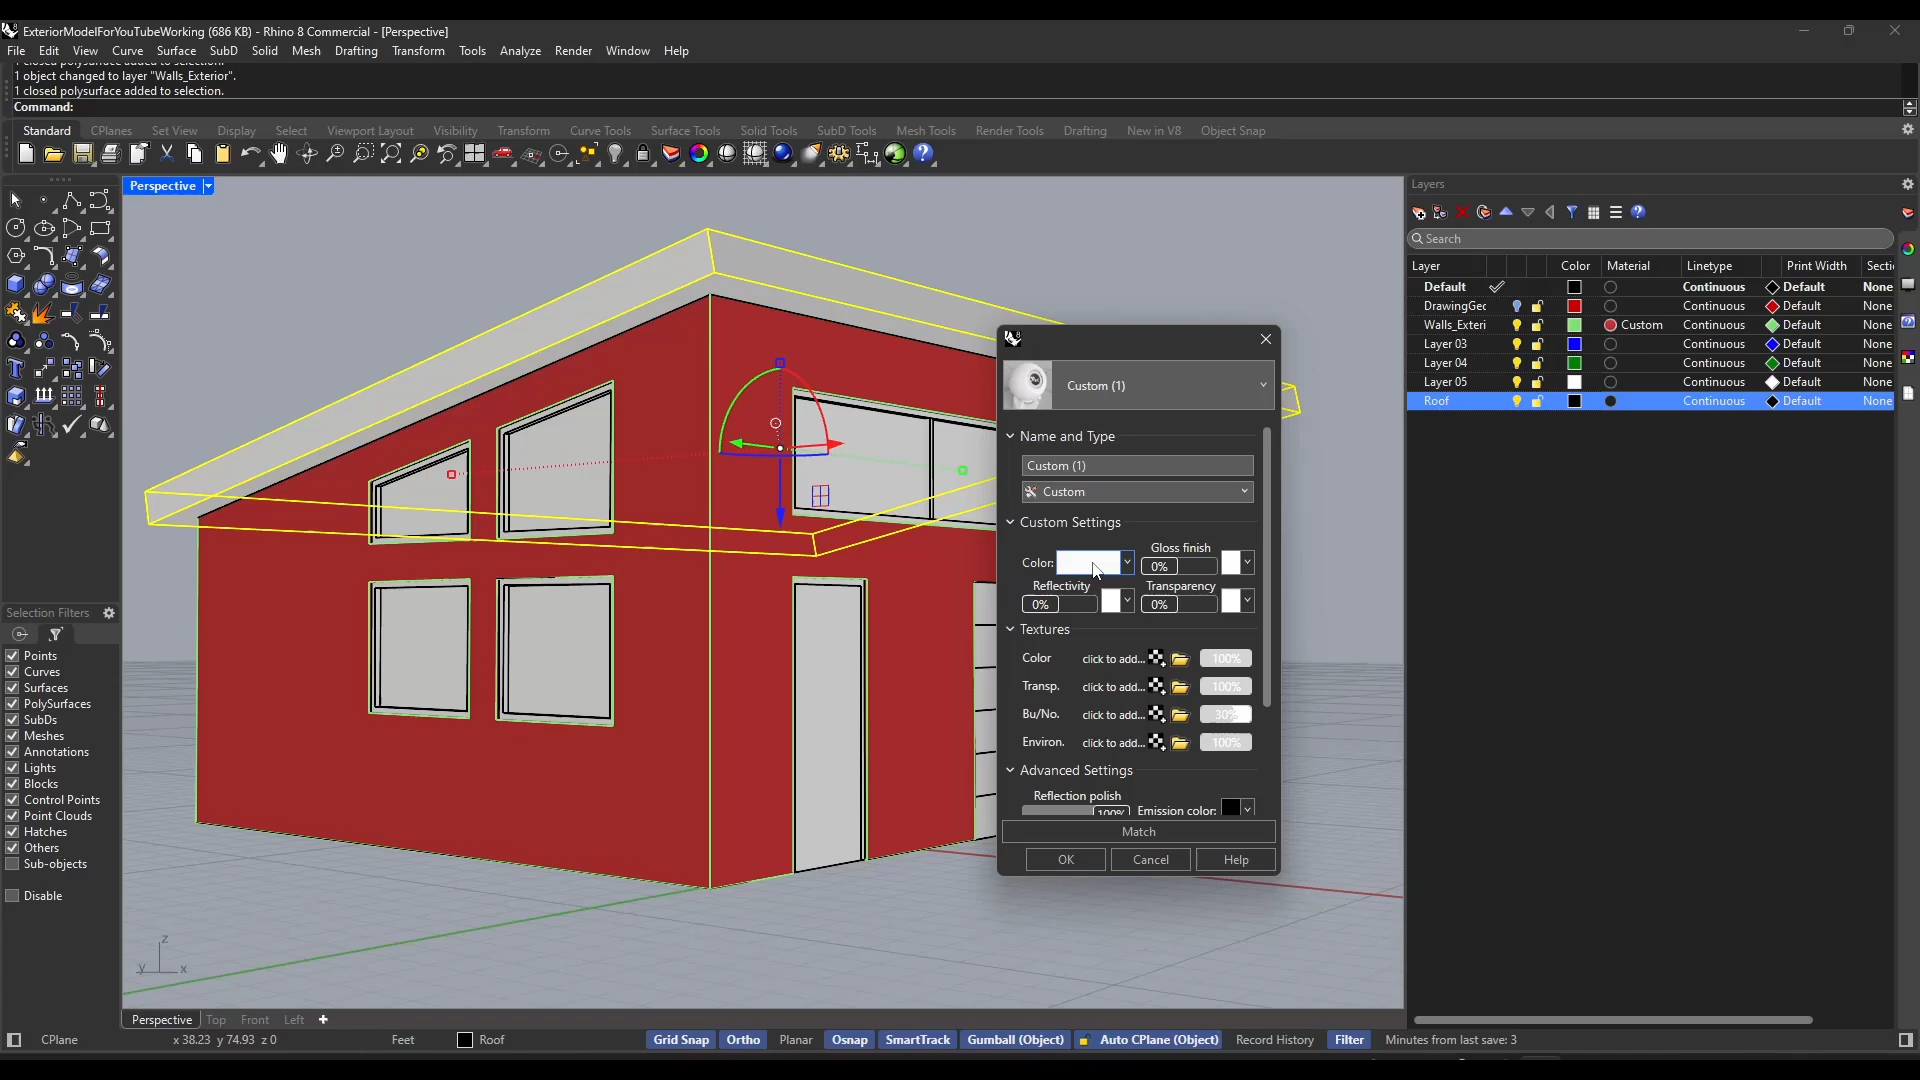 ExteriorModelForYouTubeWorking (686 KB) - Rhino 8 Commercial - [Perspective]
File Edit View Curve Surface SubD Solid Mesh Drafting Transform Tools Analyze Render Window Help
1 closed polysurface added to selection.
1 object changed to layer "Walls_Exterior".
1 closed polysurface added to selection.
Command:
Standard CPlanes Set View Display Select Viewport Layout Visibility Transform Curve Tools Surface Tools Solid Tools SubD Tools Mesh Tools Render Tools Drafting New in V8 Object Snap
Perspective
Layers
Search
Layer Color Material Linetype Print Width Secti
Default Continuous Default None
DrawingGec Continuous Default None
Walls_Exteri Custom Continuous Default None
Layer 03 Continuous Default None
Layer 04 Continuous Default None
Layer 05 Continuous Default None
Roof Continuous Default None
Custom (1)
Name and Type
Custom (1)
Custom
Custom Settings
Gloss finish
Color: 0%
Reflectivity Transparency
0% 0%
Textures
Color click to add... 100%
Transp. click to add... 100%
Bu/No. click to add... 30%
Environ. click to add... 100%
Advanced Settings
Reflection polish
100% Emission color:
Match
OK Cancel Help
Selection Filters
Points
Curves
Surfaces
PolySurfaces
SubDs
Meshes
Annotations
Lights
Blocks
Control Points
Point Clouds
Hatches
Others
Sub-objects
Disable
z
y x
Perspective Top Front Left
CPlane x 38.23 y 74.93 z 0 Feet Roof Grid Snap Ortho Planar Osnap SmartTrack Gumball (Object) Auto CPlane (Object) Record History Filter Minutes from last save: 3